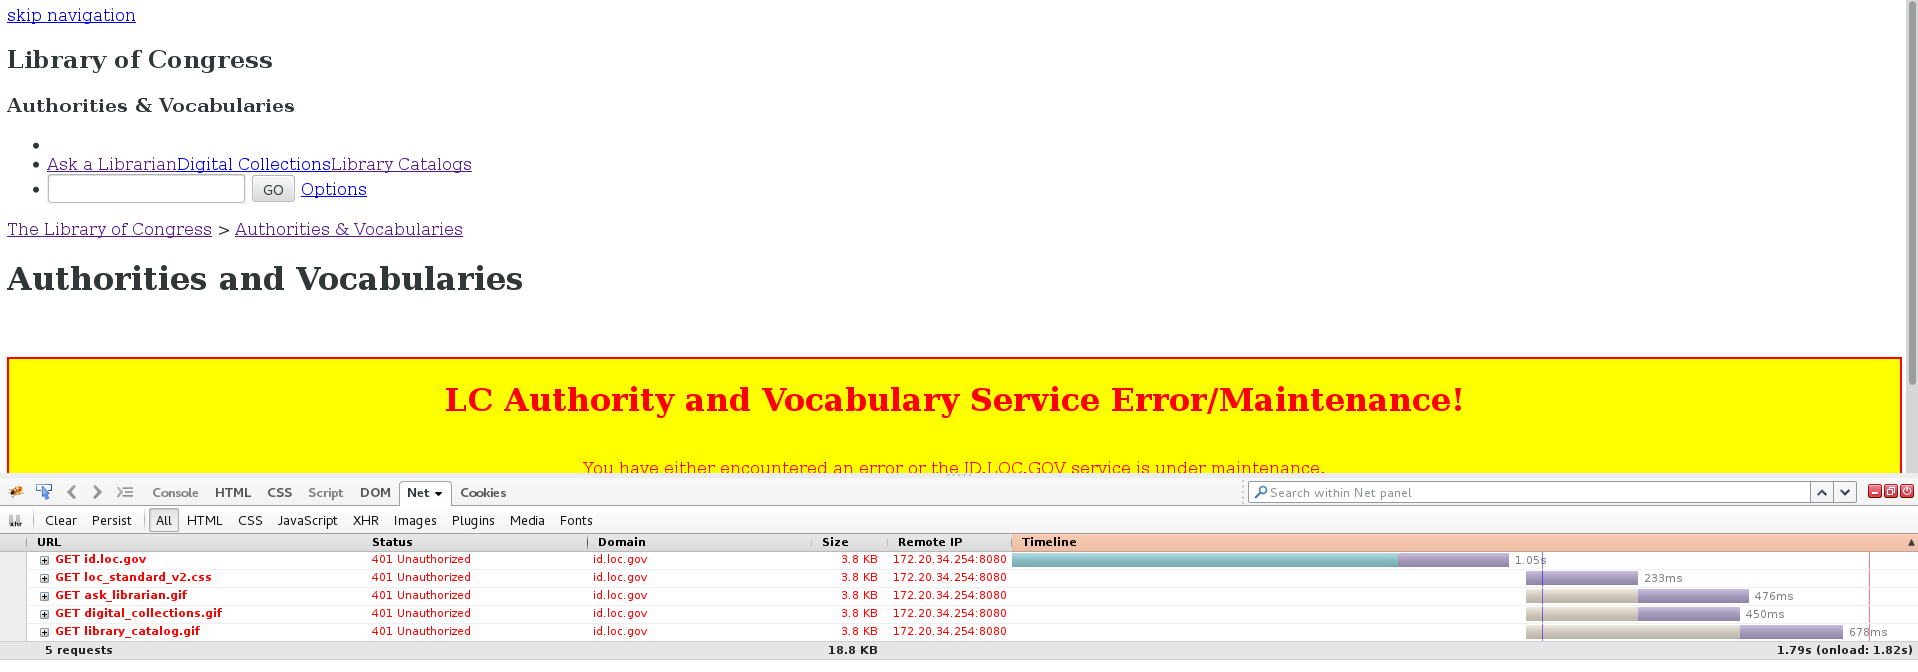 skip navigation
Library of Congress
Authorities & Vocabularies
Ask a LibrarianDigital CollectionsLibrary Catalogs
GO Options
The Library of Congress > Authorities & Vocabularies
Authorities and Vocabularies
LC Authority and Vocabulary Service Error/Maintenance!
You have either encountered an error or the ID.LOC.GOV service is under maintenance.
Console HTML CSS Script DOM Net Cookies Search within Net panel
xhr Clear Persist All HTML CSS JavaScript XHR Images Plugins Media Fonts
URL Status Domain Size Remote IP Timeline
GET id.loc.gov 401 Unauthorized id.loc.gov 3.8 KB 172.20.34.254:8080 1.05s
GET loc_standard_v2.css 401 Unauthorized id.loc.gov 3.8 KB 172.20.34.254:8080 233ms
GET ask_librarian.gif 401 Unauthorized id.loc.gov 3.8 KB 172.20.34.254:8080 476ms
GET digital_collections.gif 401 Unauthorized id.loc.gov 3.8 KB 172.20.34.254:8080 450ms
GET library_catalog.gif 401 Unauthorized id.loc.gov 3.8 KB 172.20.34.254:8080 678ms
5 requests 18.8 KB 1.79s (onload: 1.82s)